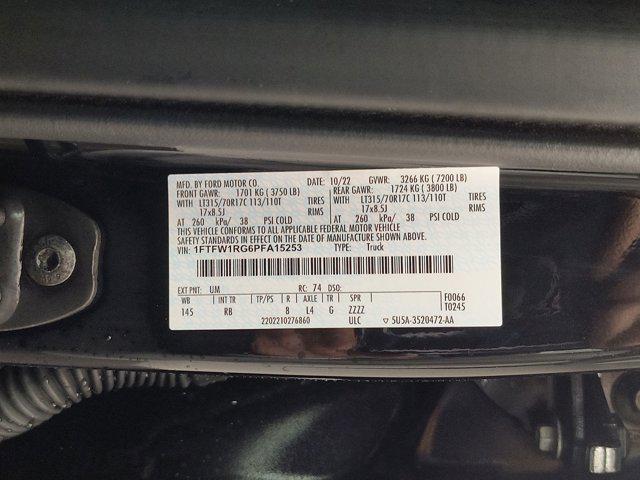 MFD. BY FORD MOTOR CO. 10/22 GVWR: 3266 KG ( 7200 LB)
FRONT GAWR: 1701 KG ( 3750 LB) REAR GAWR: 1724 KG ( 3800 LB)
WITH LT315/70R17C 113/110T TIRES WITH LT315/70R17C 113/110T TIRES
17x8.5J RIMS 17x8.5J RIMS
AT 260 kPa/ 38 PSI COLD AT 260 kPa/ 38 PSI COLD
THIS VEHICLE CONFORMS TO ALL APPLICABLE FEDERAL MOTOR VEHICLE
SAFETY STANDARDS IN EFFECT ON THE DATE OF MANUFACTURE SHOWN ABOVE.
VIN: 1FTFW1RG6PFA15253 TYPE: Truck
EXT PNT: UM RC: 74 DSO:
WB INT TR TP/PS R AXLE TR SPR F0066
145 RB 8 L4 G ZZZZ T0245
2202210276860 ULC ▽ 5U5A-3520472-AA